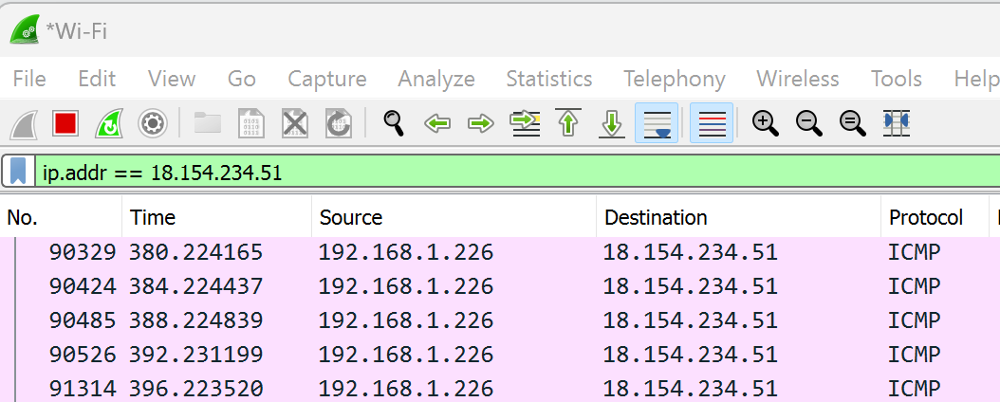 *Wi-Fi
File Edit View Go Capture Analyze Statistics Telephony Wireless Tools Help
ip.addr == 18.154.234.51
No. Time Source Destination Protocol
90329 380.224165 192.168.1.226 18.154.234.51 ICMP
90424 384.224437 192.168.1.226 18.154.234.51 ICMP
90485 388.224839 192.168.1.226 18.154.234.51 ICMP
90526 392.231199 192.168.1.226 18.154.234.51 ICMP
91314 396.223520 192.168.1.226 18.154.234.51 ICMP